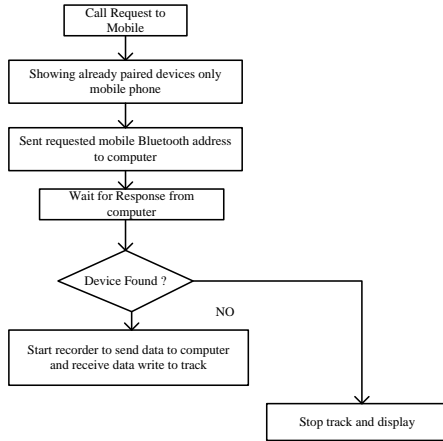 Call Request to
Mobile
Showing already paired devices only
mobile phone
Sent requested mobile Bluetooth address
to computer
Wait for Response from
computer
Device Found ?
NO
Start recorder to send data to computer
and receive data write to track
Stop track and display